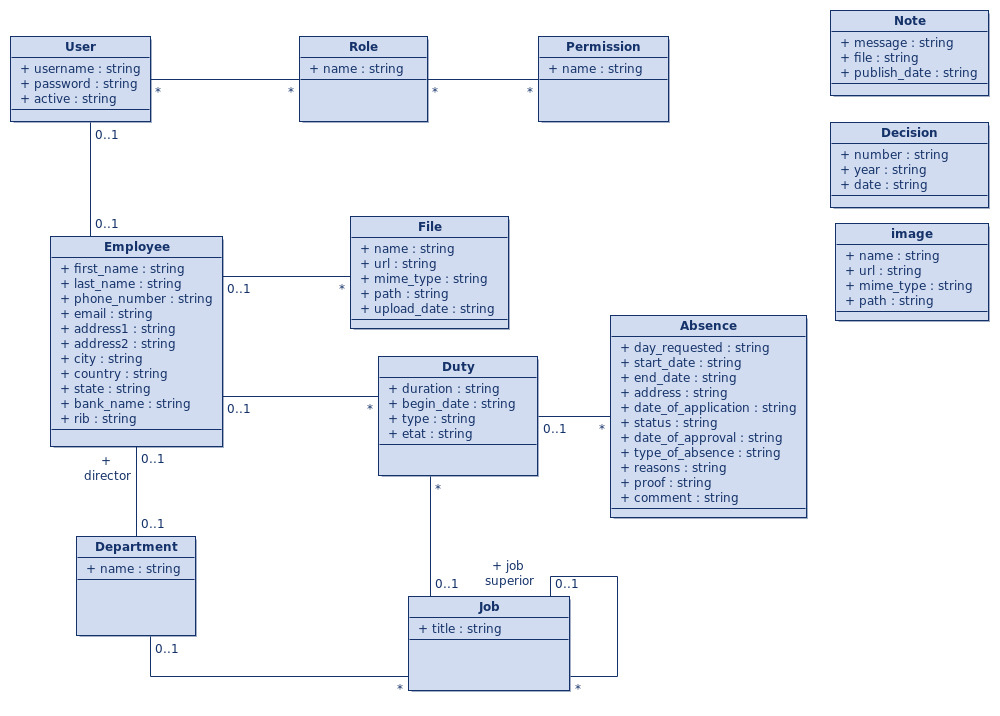 User
+ username : string
+ password : string
+ active : string
*
*
Role
+ name : string
*
*
Permission
+ name : string
Note
+ message : string
+ file : string
+ publish_date : string
Decision
+ number : string
+ year : string
+ date : string
image
+ name : string
+ url : string
+ mime_type : string
+ path : string
0..1
0..1
Employee
+ first_name : string
+ last_name : string
+ phone_number : string
+ email : string
+ address1 : string
+ address2 : string
+ city : string
+ country : string
+ state : string
+ bank_name : string
+ rib : string
0..1
*
File
+ name : string
+ url : string
+ mime_type : string
+ path : string
+ upload_date : string
0..1
*
Duty
+ duration : string
+ begin_date : string
+ type : string
+ etat : string
0..1
*
Absence
+ day_requested : string
+ start_date : string
+ end_date : string
+ address : string
+ date_of_application : string
+ status : string
+ date_of_approval : string
+ type_of_absence : string
+ reasons : string
+ proof : string
+ comment : string
+
director
0..1
0..1
Department
+ name : string
0..1
*
*
0..1
+ job
superior
0..1
Job
+ title : string
*